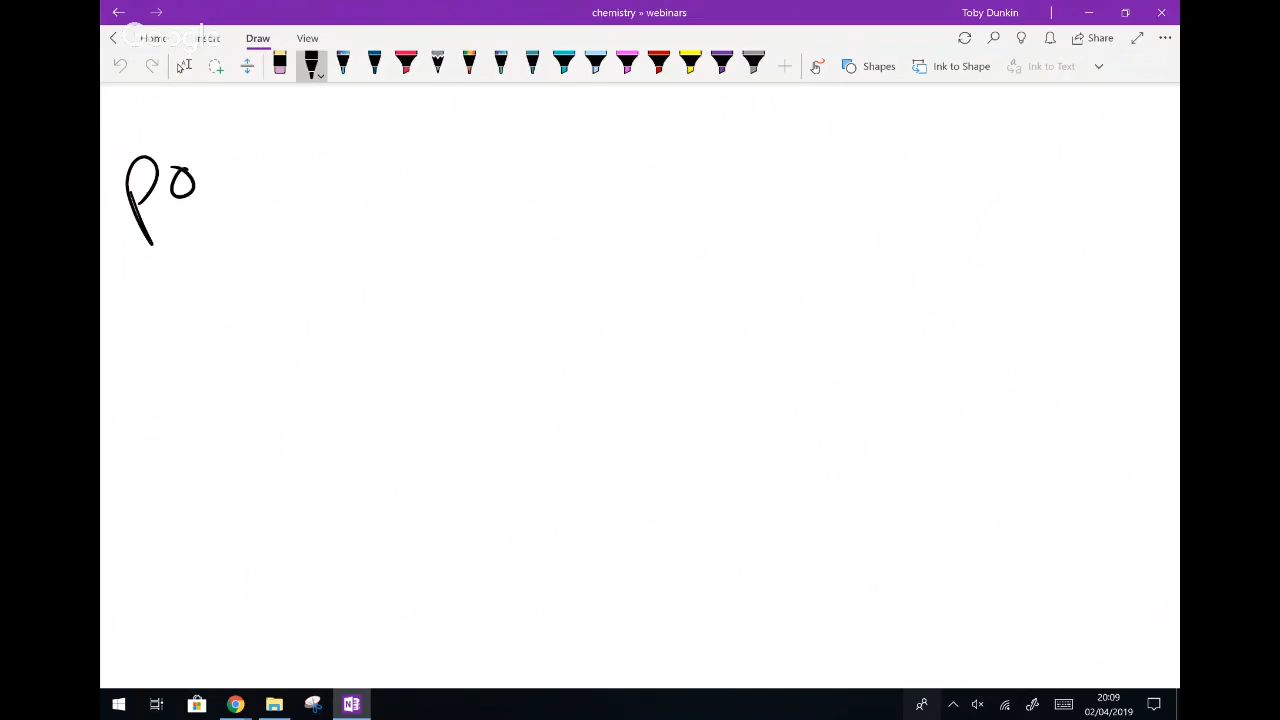 chemistry » webinars
Toby Dunkin
Google
Home Insert Draw View
Share
Shapes Ink to Shape Ink to Text
po
20:09
02/04/2019